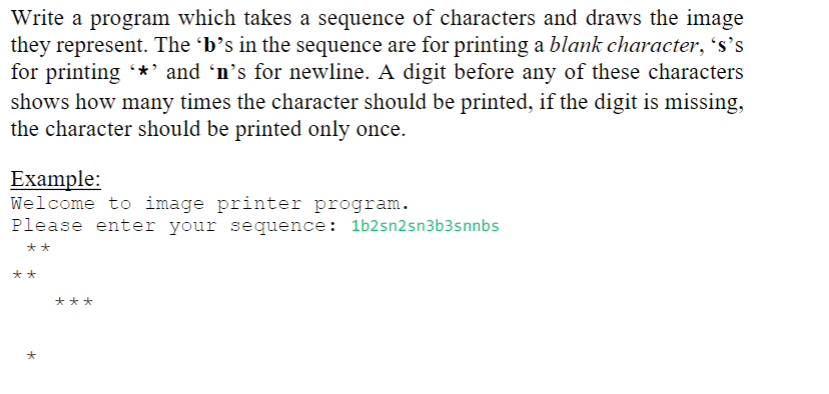 Write a program which takes a sequence of characters and draws the image
they represent. The ‘b’s in the sequence are for printing a blank character, ‘s’s
for printing ‘*’ and ‘n’s for newline. A digit before any of these characters
shows how many times the character should be printed, if the digit is missing,
the character should be printed only once.
Example:
Welcome to image printer program.
Please enter your sequence: 1b2sn2sn3b3snnbs
 **
**
   ***

 *